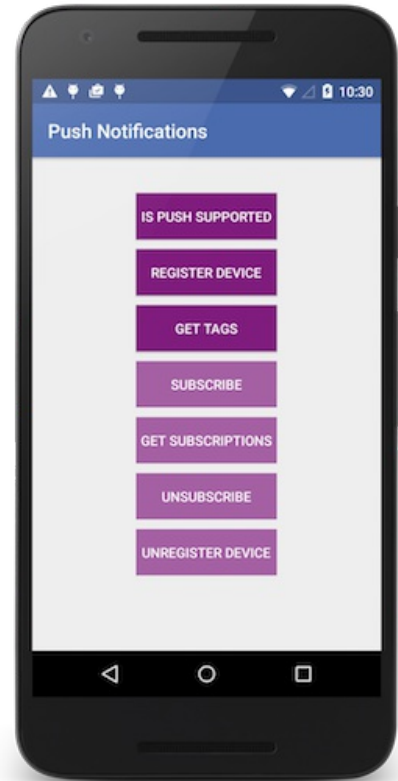 10:30
Push Notifications
IS PUSH SUPPORTED
REGISTER DEVICE
GET TAGS
SUBSCRIBE
GET SUBSCRIPTIONS
UNSUBSCRIBE
UNREGISTER DEVICE